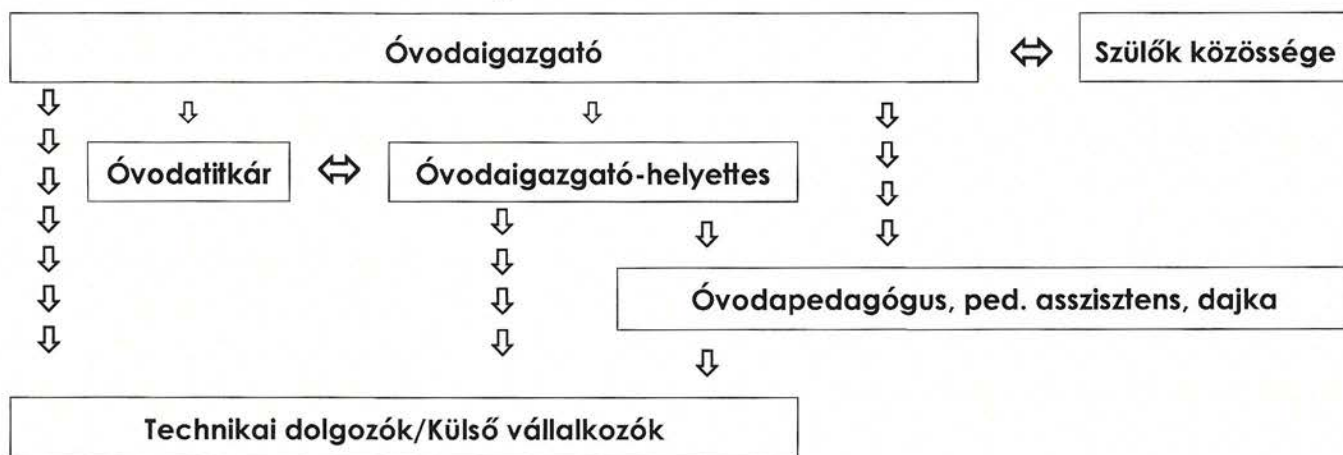 Óvodaigazgató
Szülők közössége
Óvodatitkár
Óvodaigazgató-helyettes
Óvodapedagógus, ped. asszisztens, dajka
Technikai dolgozók/Külső vállalkozók